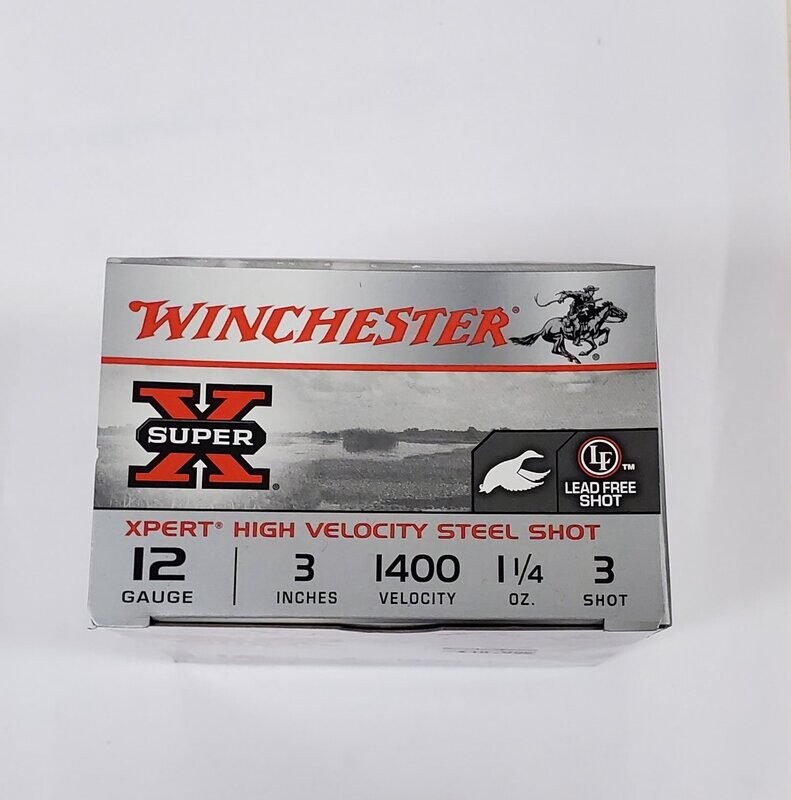 WINCHESTER®
X
SUPER
®
LF™
LEAD FREE
SHOT
XPERT® HIGH VELOCITY STEEL SHOT
12 3 1400 1 1/4 3
GAUGE INCHES VELOCITY OZ. SHOT